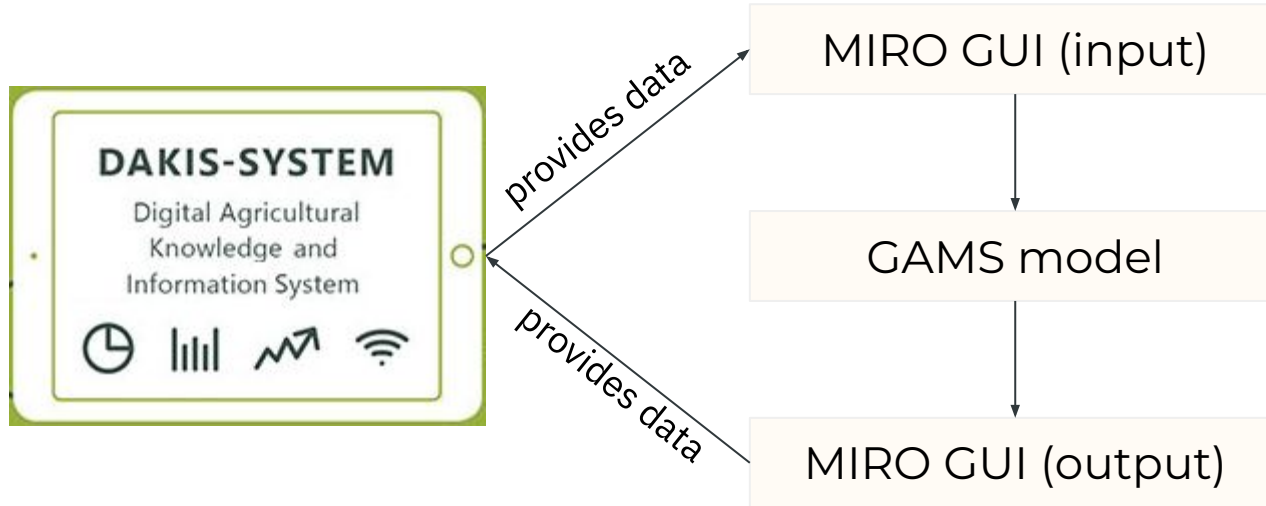 DAKIS-SYSTEM
Digital Agricultural
Knowledge and
Information System
provides data
provides data
MIRO GUI (input)
GAMS model
MIRO GUI (output)